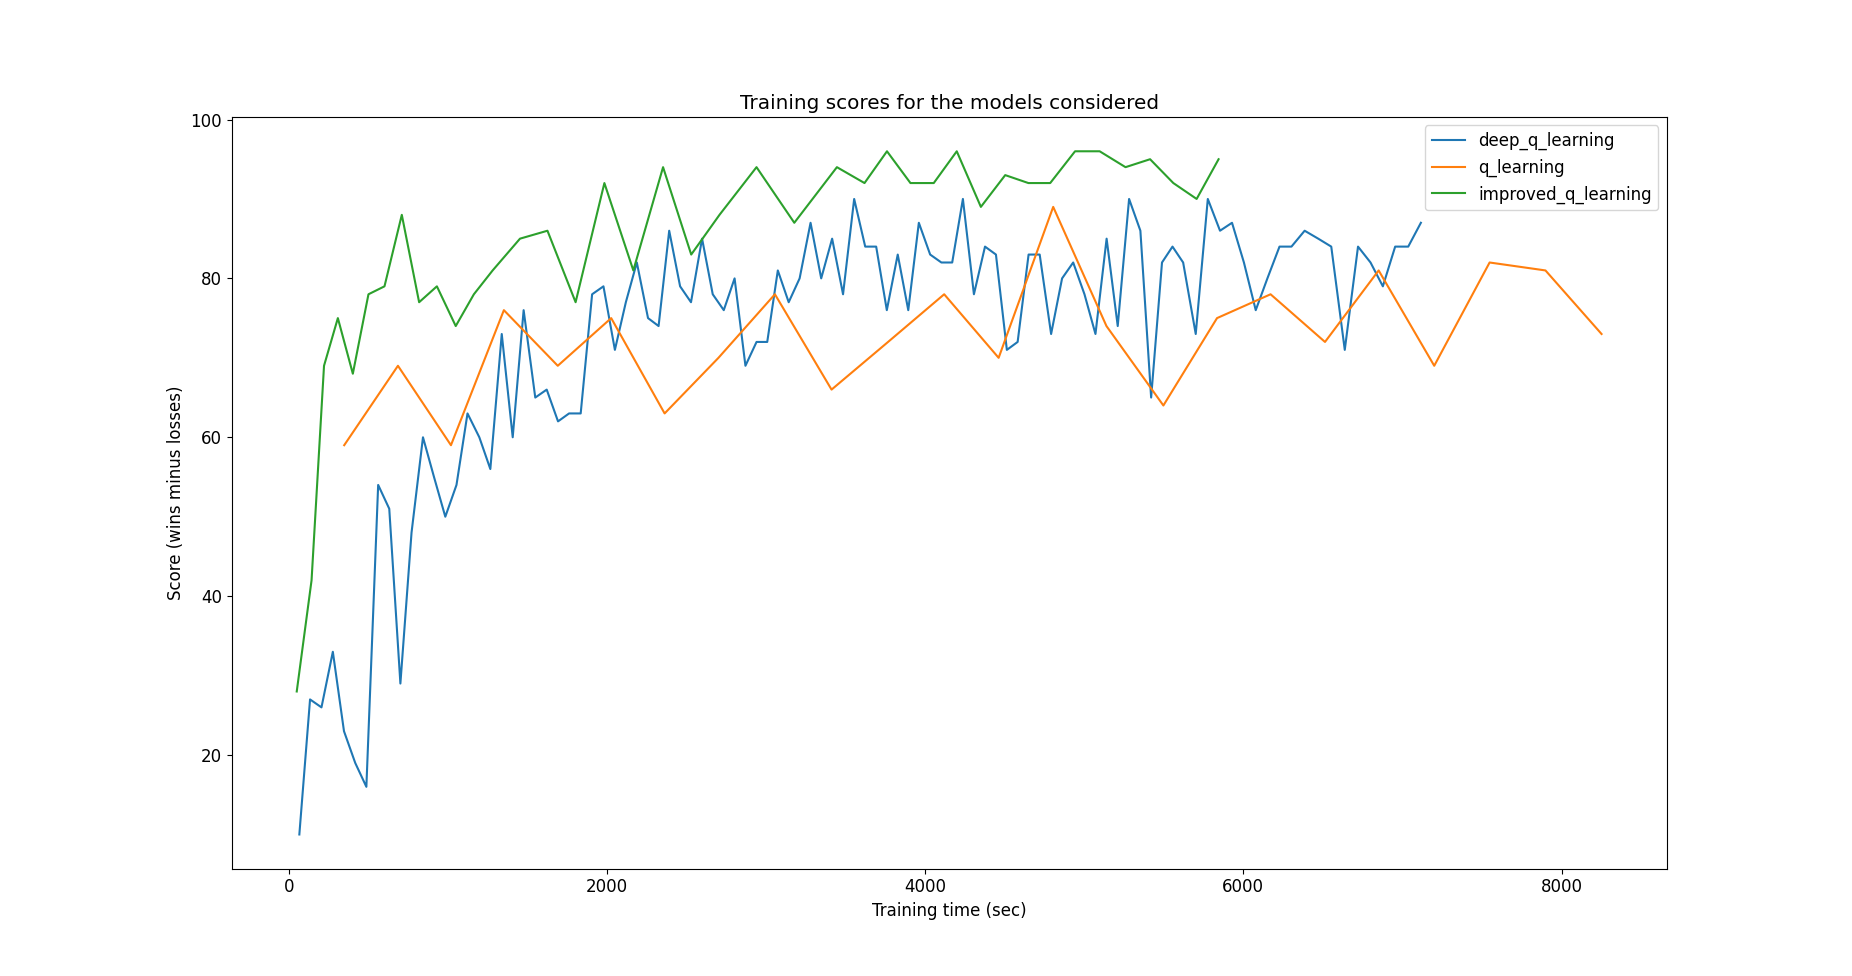 Training scores for the models considered
deep_q_learning
q_learning
improved_q_learning
Score (wins minus losses)
100
80
60
40
20
0
2000
4000
6000
8000
Training time (sec)